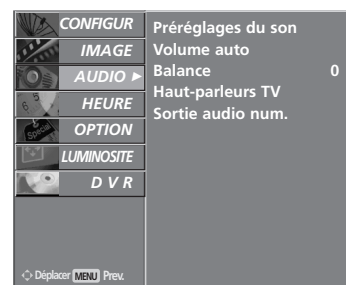 CONFIGUR
IMAGE
AUDIO ►
HEURE
OPTION
LUMINOSITE
D V R
Préréglages du son
Volume auto
Balance 0
Haut-parleurs TV
Sortie audio num.
Déplacer MENU Prev.